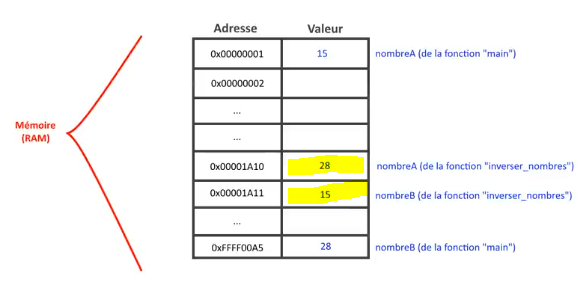 Adresse Valeur
0x00000001 15 nombreA (de la fonction "main")
0x00000002
...
Mémoire
(RAM)
...
0x00001A10 28 nombreA (de la fonction "inverser_nombres")
0x00001A11 15 nombreB (de la fonction "inverser_nombres")
...
0xFFFF00A5 28 nombreB (de la fonction "main")